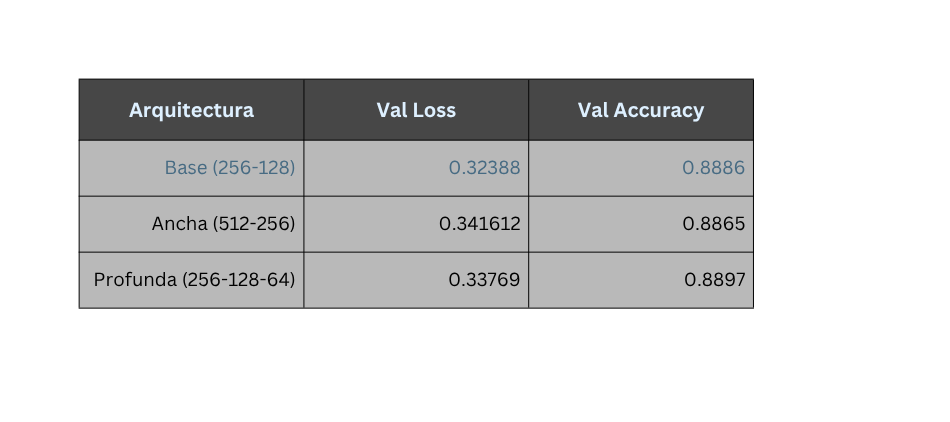 Arquitectura Val Loss Val Accuracy
Base (256-128) 0.32388 0.8886
Ancha (512-256) 0.341612 0.8865
Profunda (256-128-64) 0.33769 0.8897